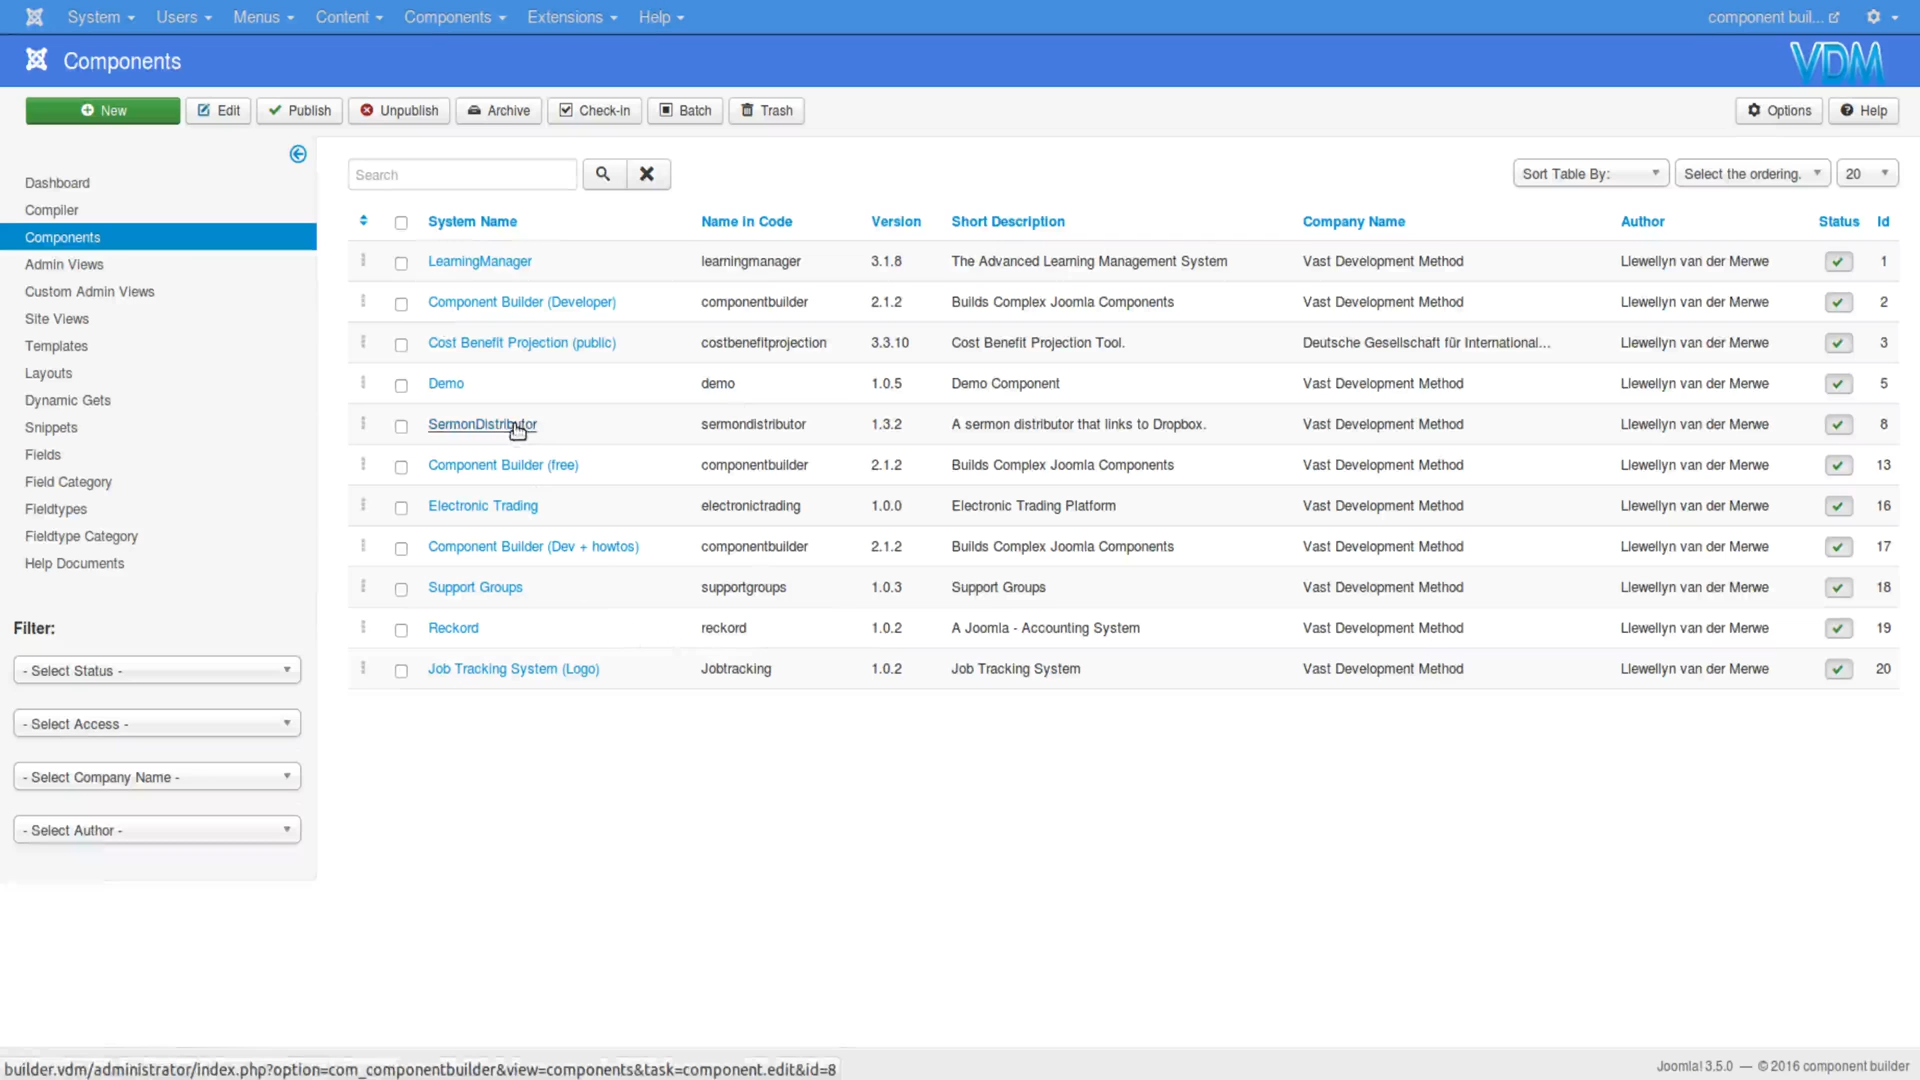 System Users Menus Content Components Extensions Help component buil...
Components VDM
New Edit Publish Unpublish Archive Check-in Batch Trash Options Help
Search Sort Table By: Select the ordering. 20
Dashboard
Compiler
Components
Admin Views
Custom Admin Views
Site Views
Templates
Layouts
Dynamic Gets
Snippets
Fields
Field Category
Fieldtypes
Fieldtype Category
Help Documents
Filter:
- Select Status -
- Select Access -
- Select Company Name -
- Select Author -
System Name Name in Code Version Short Description Company Name Author Status Id
LearningManager learningmanager 3.1.8 The Advanced Learning Management System Vast Development Method Llewellyn van der Merwe 1
Component Builder (Developer) componentbuilder 2.1.2 Builds Complex Joomla Components Vast Development Method Llewellyn van der Merwe 2
Cost Benefit Projection (public) costbenefitprojection 3.3.10 Cost Benefit Projection Tool. Deutsche Gesellschaft für International... Llewellyn van der Merwe 3
Demo demo 1.0.5 Demo Component Vast Development Method Llewellyn van der Merwe 5
SermonDistributor sermondistributor 1.3.2 A sermon distributor that links to Dropbox. Vast Development Method Llewellyn van der Merwe 8
Component Builder (free) componentbuilder 2.1.2 Builds Complex Joomla Components Vast Development Method Llewellyn van der Merwe 13
Electronic Trading electronictrading 1.0.0 Electronic Trading Platform Vast Development Method Llewellyn van der Merwe 16
Component Builder (Dev + howtos) componentbuilder 2.1.2 Builds Complex Joomla Components Vast Development Method Llewellyn van der Merwe 17
Support Groups supportgroups 1.0.3 Support Groups Vast Development Method Llewellyn van der Merwe 18
Reckord reckord 1.0.2 A Joomla - Accounting System Vast Development Method Llewellyn van der Merwe 19
Job Tracking System (Logo) Jobtracking 1.0.2 Job Tracking System Vast Development Method Llewellyn van der Merwe 20
builder.vdm/administrator/index.php?option=com_componentbuilder&view=components&task=component.edit&id=8
Joomla! 3.5.0 — © 2016 component builder